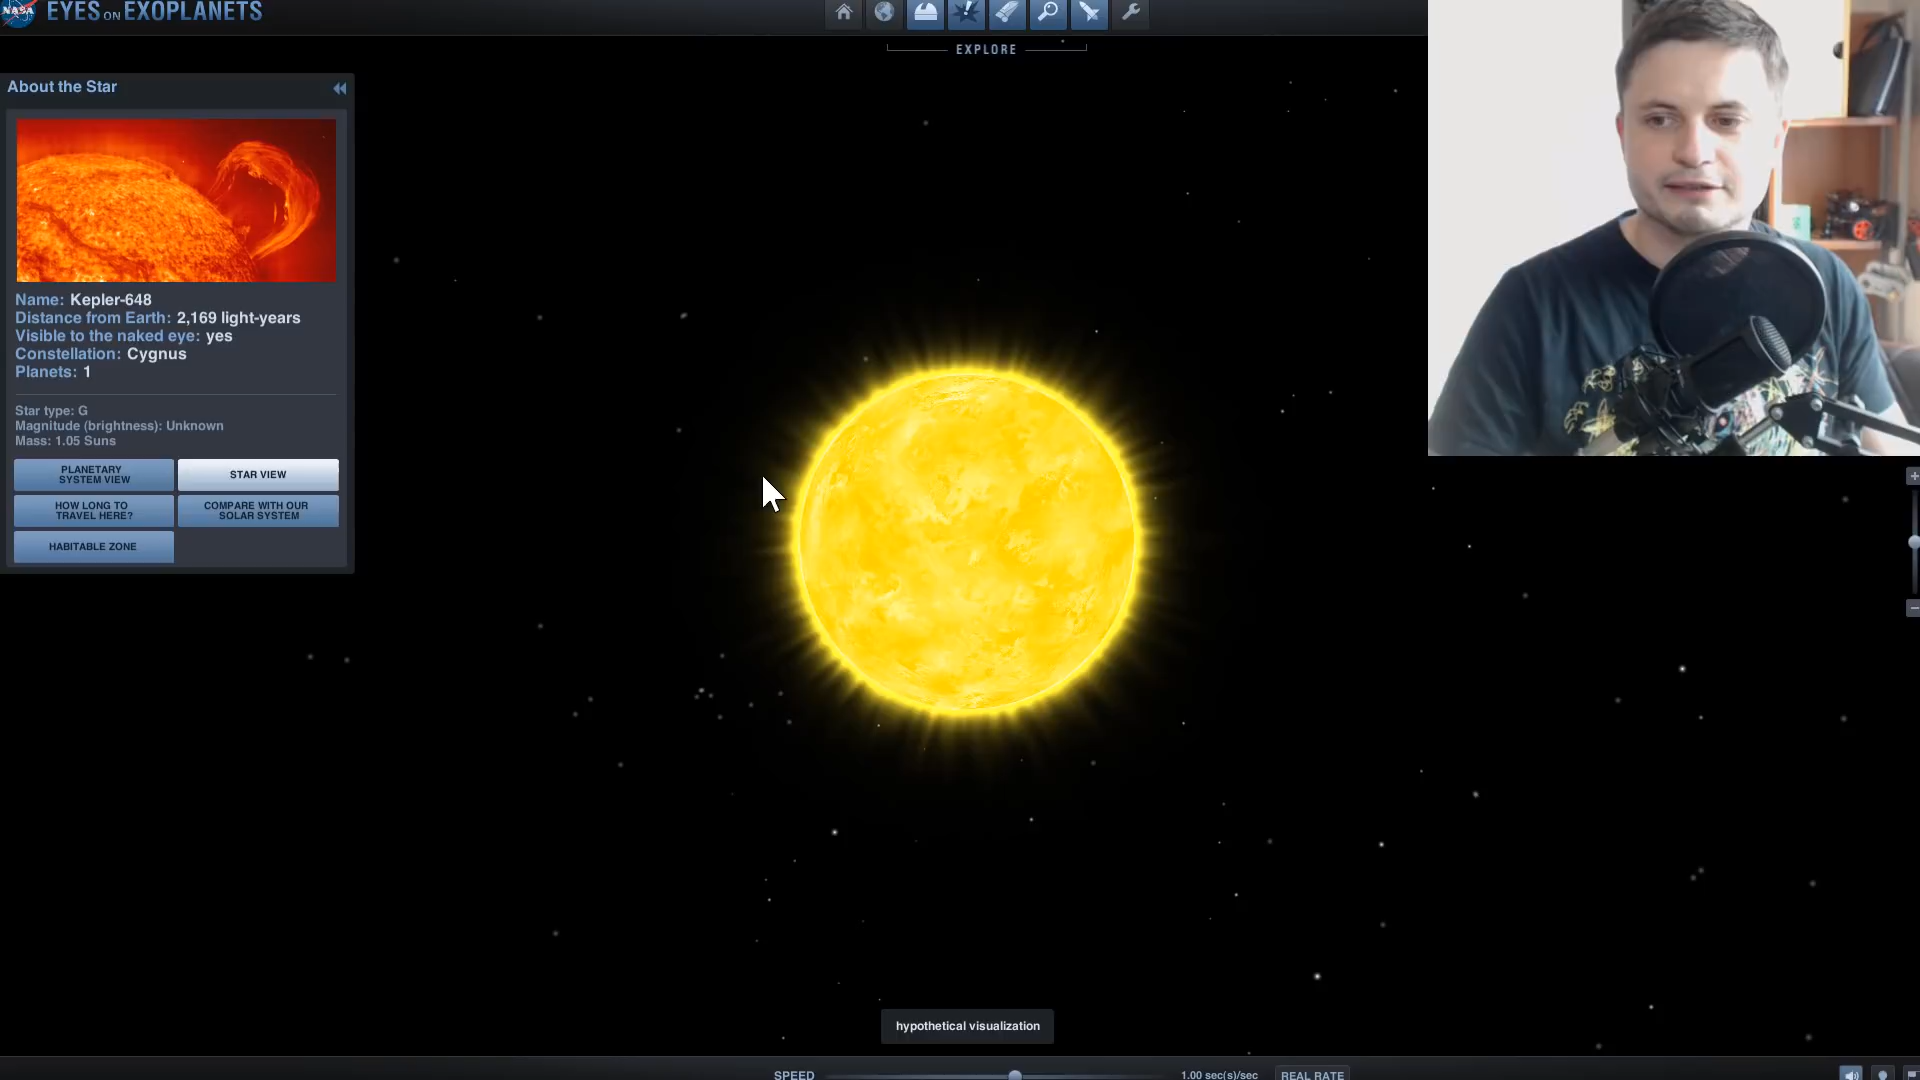 NASA
EYES ON EXOPLANETS
EXPLORE
About the Star
Name: Kepler-648
Distance from Earth: 2,169 light-years
Visible to the naked eye: yes
Constellation: Cygnus
Planets: 1
Star type: G
Magnitude (brightness): Unknown
Mass: 1.05 Suns
PLANETARY
SYSTEM VIEW
STAR VIEW
HOW LONG TO
TRAVEL HERE?
COMPARE WITH OUR
SOLAR SYSTEM
HABITABLE ZONE
hypothetical visualization
SPEED
1.00 sec(s)/sec
REAL RATE